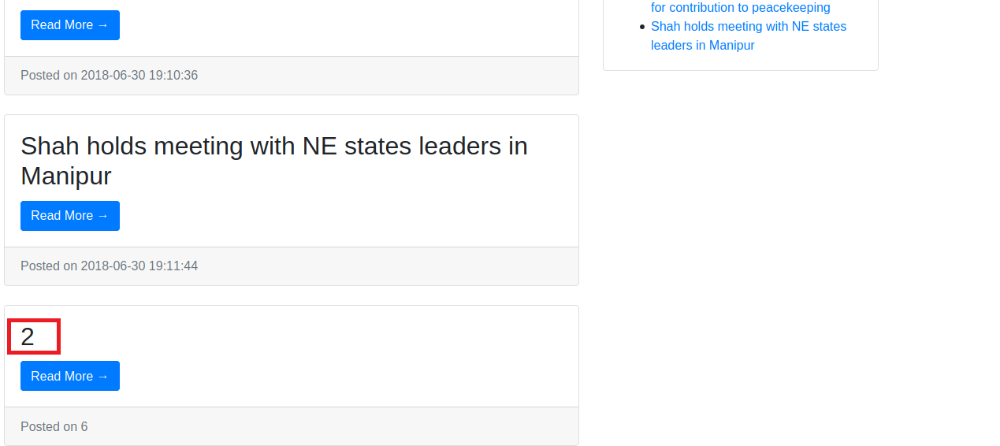 Read More →
Posted on 2018-06-30 19:10:36
Shah holds meeting with NE states leaders in
Manipur
Read More →
Posted on 2018-06-30 19:11:44
2
Read More →
Posted on 6
for contribution to peacekeeping
• Shah holds meeting with NE states
leaders in Manipur